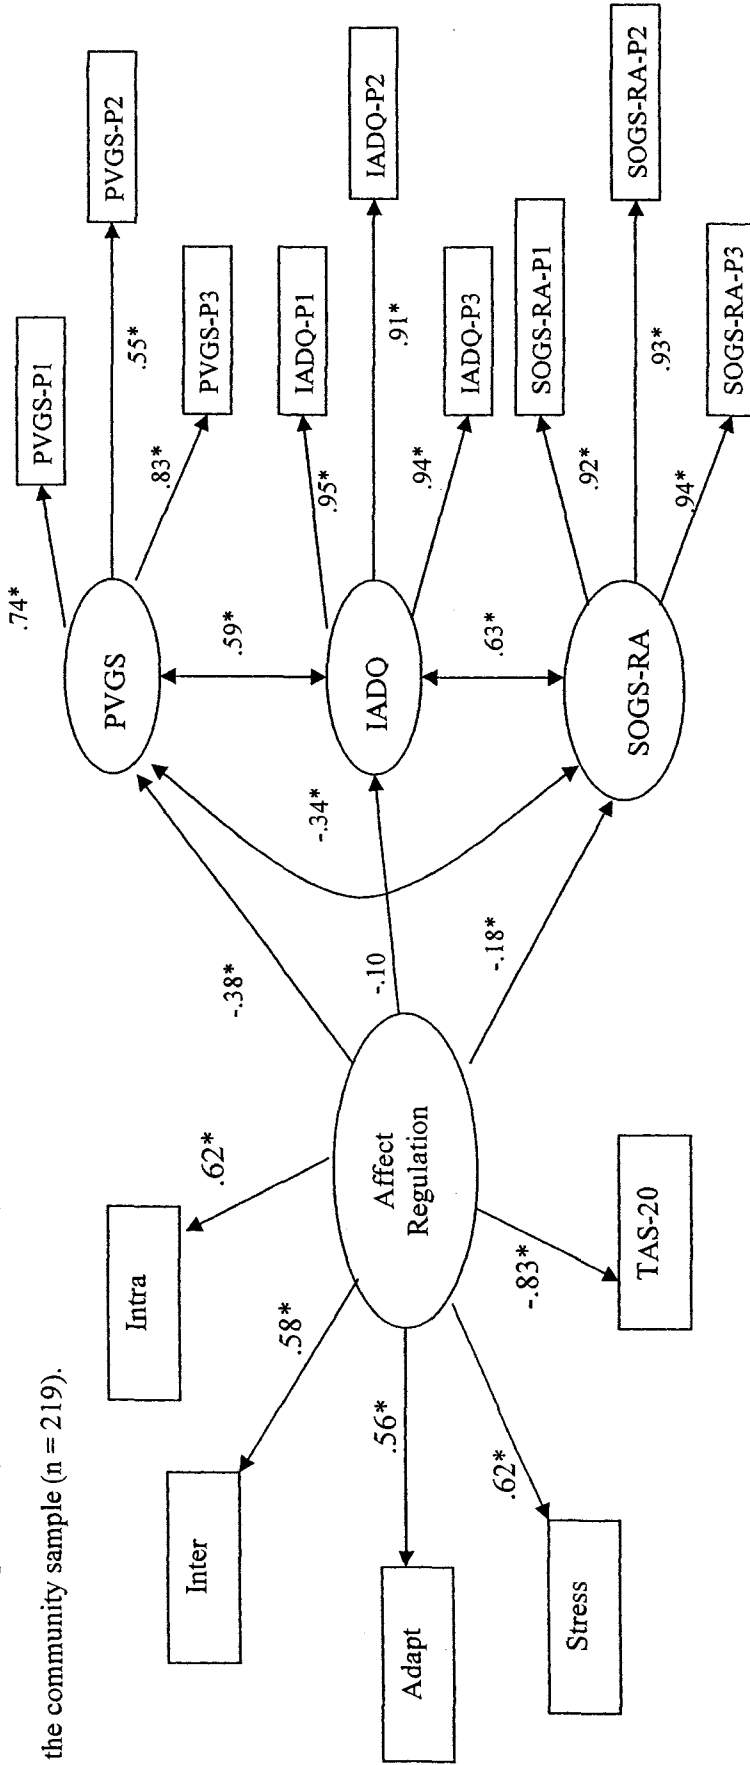 the community sample (n = 219).
Inter
Intra
Adapt
Stress
TAS-20
Affect
Regulation
.62*
.58*
.56*
.62*
-.83*
-.38*
-.10
-.18*
-.34*
PVGS
IADQ
SOGS-RA
.59*
.63*
.74*
.55*
.83*
.95*
.91*
.94*
.92*
.93*
.94*
PVGS-P1
PVGS-P2
PVGS-P3
IADQ-P1
IADQ-P2
IADQ-P3
SOGS-RA-P1
SOGS-RA-P2
SOGS-RA-P3